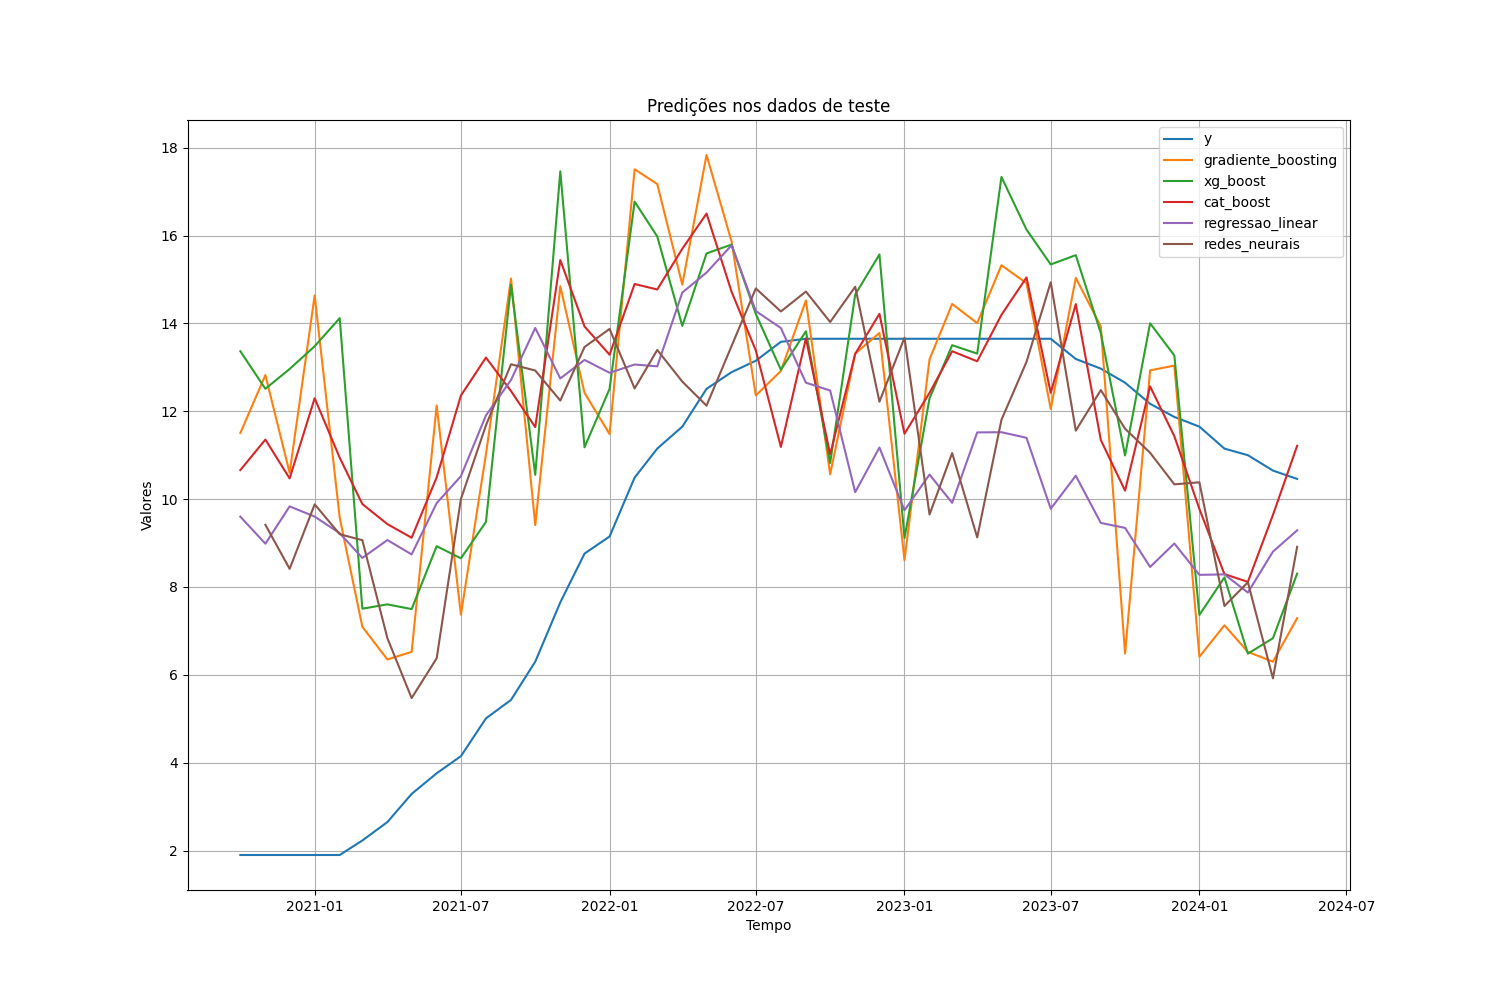 Predições nos dados de teste
y
gradiente_boosting
xg_boost
cat_boost
regressao_linear
redes_neurais
18
16
14
12
10
8
6
4
2
Valores
2021-01 2021-07 2022-01 2022-07 2023-01 2023-07 2024-01 2024-07
Tempo